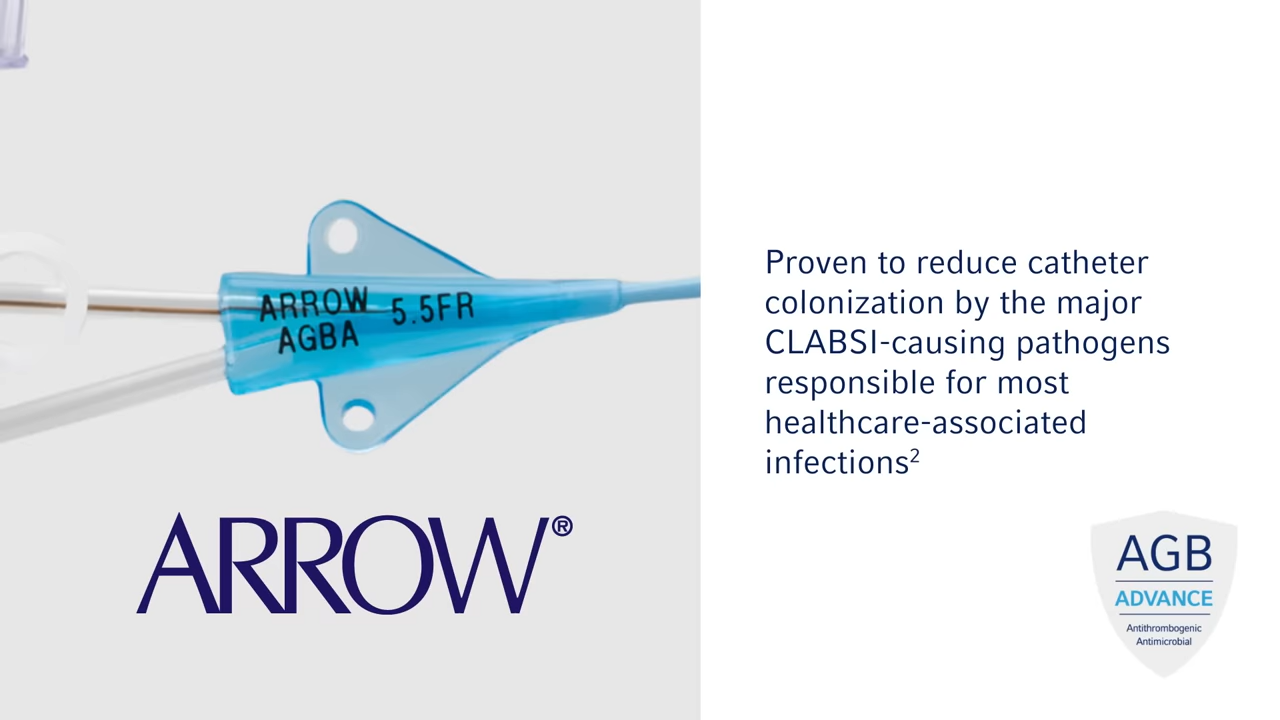 ARROW 5.5FR
AGBA
ARROW®
Proven to reduce catheter
colonization by the major
CLABSI-causing pathogens
responsible for most
healthcare-associated
infections²
AGB
ADVANCE
Antithrombogenic
Antimicrobial